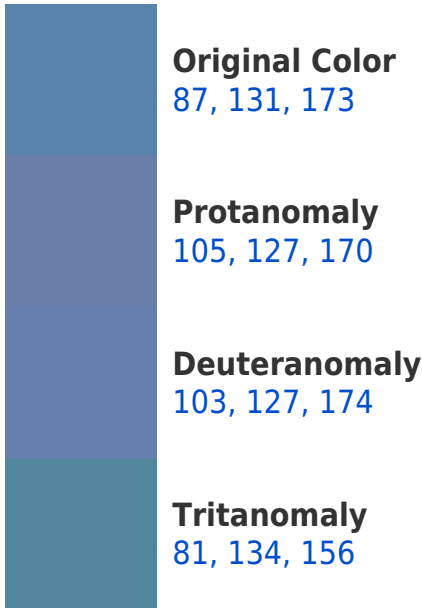 Original Color
87, 131, 173
Protanomaly
105, 127, 170
Deuteranomaly
103, 127, 174
Tritanomaly
81, 134, 156